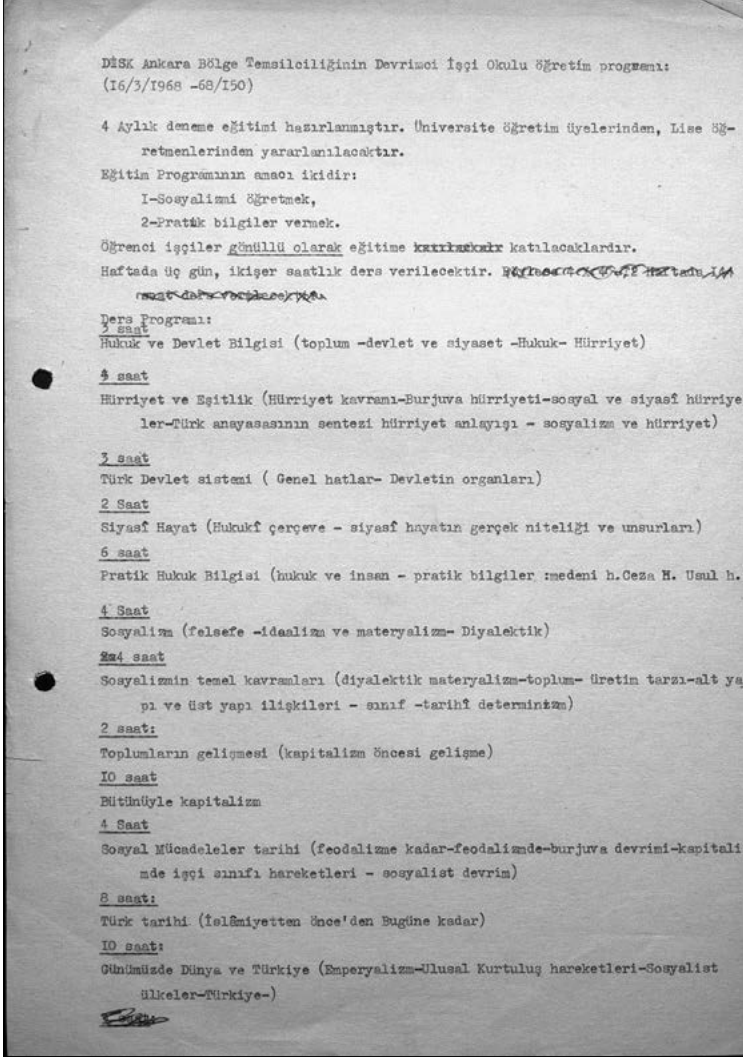 DİSK Ankara Bölge Temsilciliğinin Devrimci İşçi Okulu öğretim programı:
(I6/3/1968 -68/I50)
4 Aylık deneme eğitimi hazırlanmıştır. Üniversite öğretim üyelerinden, Lise öğ-
retmenlerinden yararlanılacaktır.
Eğitim Programının amacı ikidir:
I-Sosyalizmi öğretmek,
2-Pratik bilgiler vermek.
Öğrenci işçiler gönüllü olarak eğitime katılacaklardır.
Haftada üç gün, ikişer saatlik ders verilecektir.
Ders Programı:
3 saat
Hukuk ve Devlet Bilgisi (toplum -devlet ve siyaset -Hukuk- Hürriyet)
saat
Hürriyet ve Eşitlik (Hürriyet kavramı-Burjuva hürriyeti-sosyal ve siyasî hürriye
ler-Türk anayasasının sentezi hürriyet anlayışı - sosyalizm ve hürriyet)
3 saat
Türk Devlet sistemi ( Genel hatlar- Devletin organları)
2 Saat
Siyasî Hayat (Hukukî çerçeve - siyasî hayatın gerçek niteliği ve unsurları)
6 saat
Pratik Hukuk Bilgisi (hukuk ve insan - pratik bilgiler :medeni h.Ceza H. Usul h.
4 Saat
Sosyalizm (felsefe -idealizm ve materyalizm- Diyalektik)
4 saat
Sosyalizmin temel kavramları (diyalektik materyalizm-toplum- üretim tarzı-alt ya
pı ve üst yapı ilişkileri - sınıf -tarihî determinizm)
2 saat:
Toplumların gelişmesi (kapitalizm öncesi gelişme)
IO saat
Bütünüyle kapitalizm
4 Saat
Sosyal Mücadeleler tarihi (feodalizme kadar-feodalizmde-burjuva devrimi-kapitali
mde işçi sınıfı hareketleri - sosyalist devrim)
8 saat:
Türk tarihi (İslâmiyetten önce'den Bugüne kadar)
IO saat:
Günümüzde Dünya ve Türkiye (Emperyalizm-Ulusal Kurtuluş hareketleri-Sosyalist
ülkeler-Türkiye-)